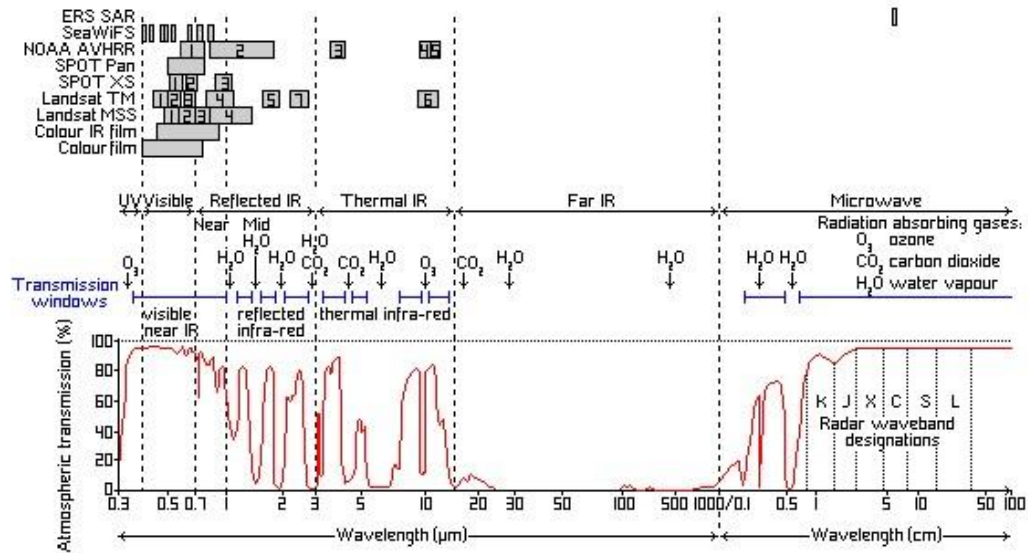 ERS SAR
SeaWiFS
NOAA AVHRR 1 2 3 4 5
SPOT Pan
SPOT XS 1 2 3
Landsat TM 1 2 3 4 5 7 6
Landsat MSS 1 2 3 4
Colour IR film
Colour film
UV Visible Reflected IR Thermal IR Far IR Microwave
Near Mid
Radiation absorbing gases:
O3 ozone
CO2 carbon dioxide
H2O water vapour
H2O H2O
O3 H2O H2O CO2 CO2 H2O O3 CO2 H2O H2O H2O H2O
Transmission
windows
visible
near IR
reflected
infra-red
thermal infra-red
Atmospheric transmission (%)
100
80
60
40
20
0
K J X C S L
Radar waveband
designations
0.3 0.5 0.7 1 2 3 4 5 10 20 30 50 100 200 500 1000/0.1 0.5 1 5 10 50 100
Wavelength (µm) Wavelength (cm)